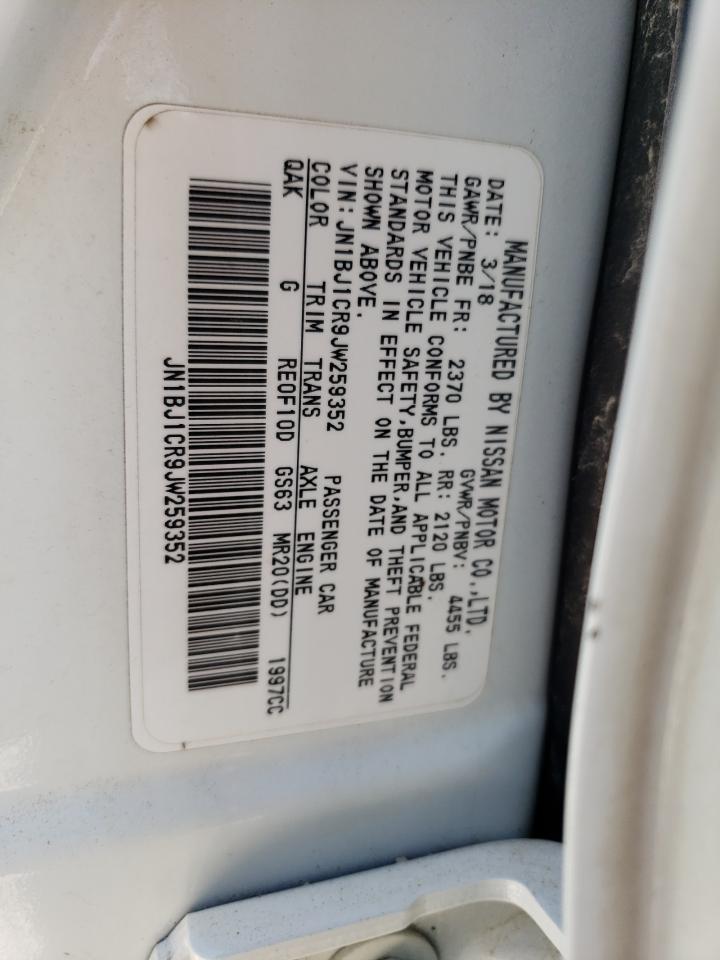 MANUFACTURED BY NISSAN MOTOR CO.,LTD.
DATE: 3/18 GVWR/PNBV: 4455 LBS.
GAWR/PNBE FR: 2370 LBS. RR: 2120 LBS.
THIS VEHICLE CONFORMS TO ALL APPLICABLE FEDERAL
MOTOR VEHICLE SAFETY,BUMPER,AND THEFT PREVENTION
STANDARDS IN EFFECT ON THE DATE OF MANUFACTURE
SHOWN ABOVE.
VIN:JN1BJ1CR9JW259352 PASSENGER CAR
COLOR TRIM TRANS AXLE ENGINE
QAK G RE0F10D GS63 MR20(DD) 1997CC
JN1BJ1CR9JW259352